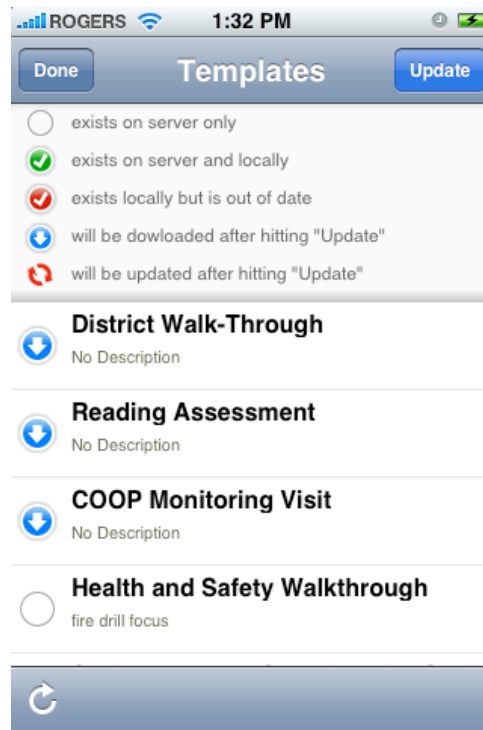 ROGERS 1:32 PM
Done Templates Update
exists on server only
exists on server and locally
exists locally but is out of date
will be dowloaded after hitting "Update"
will be updated after hitting "Update"
District Walk-Through
No Description
Reading Assessment
No Description
COOP Monitoring Visit
No Description
Health and Safety Walkthrough
fire drill focus